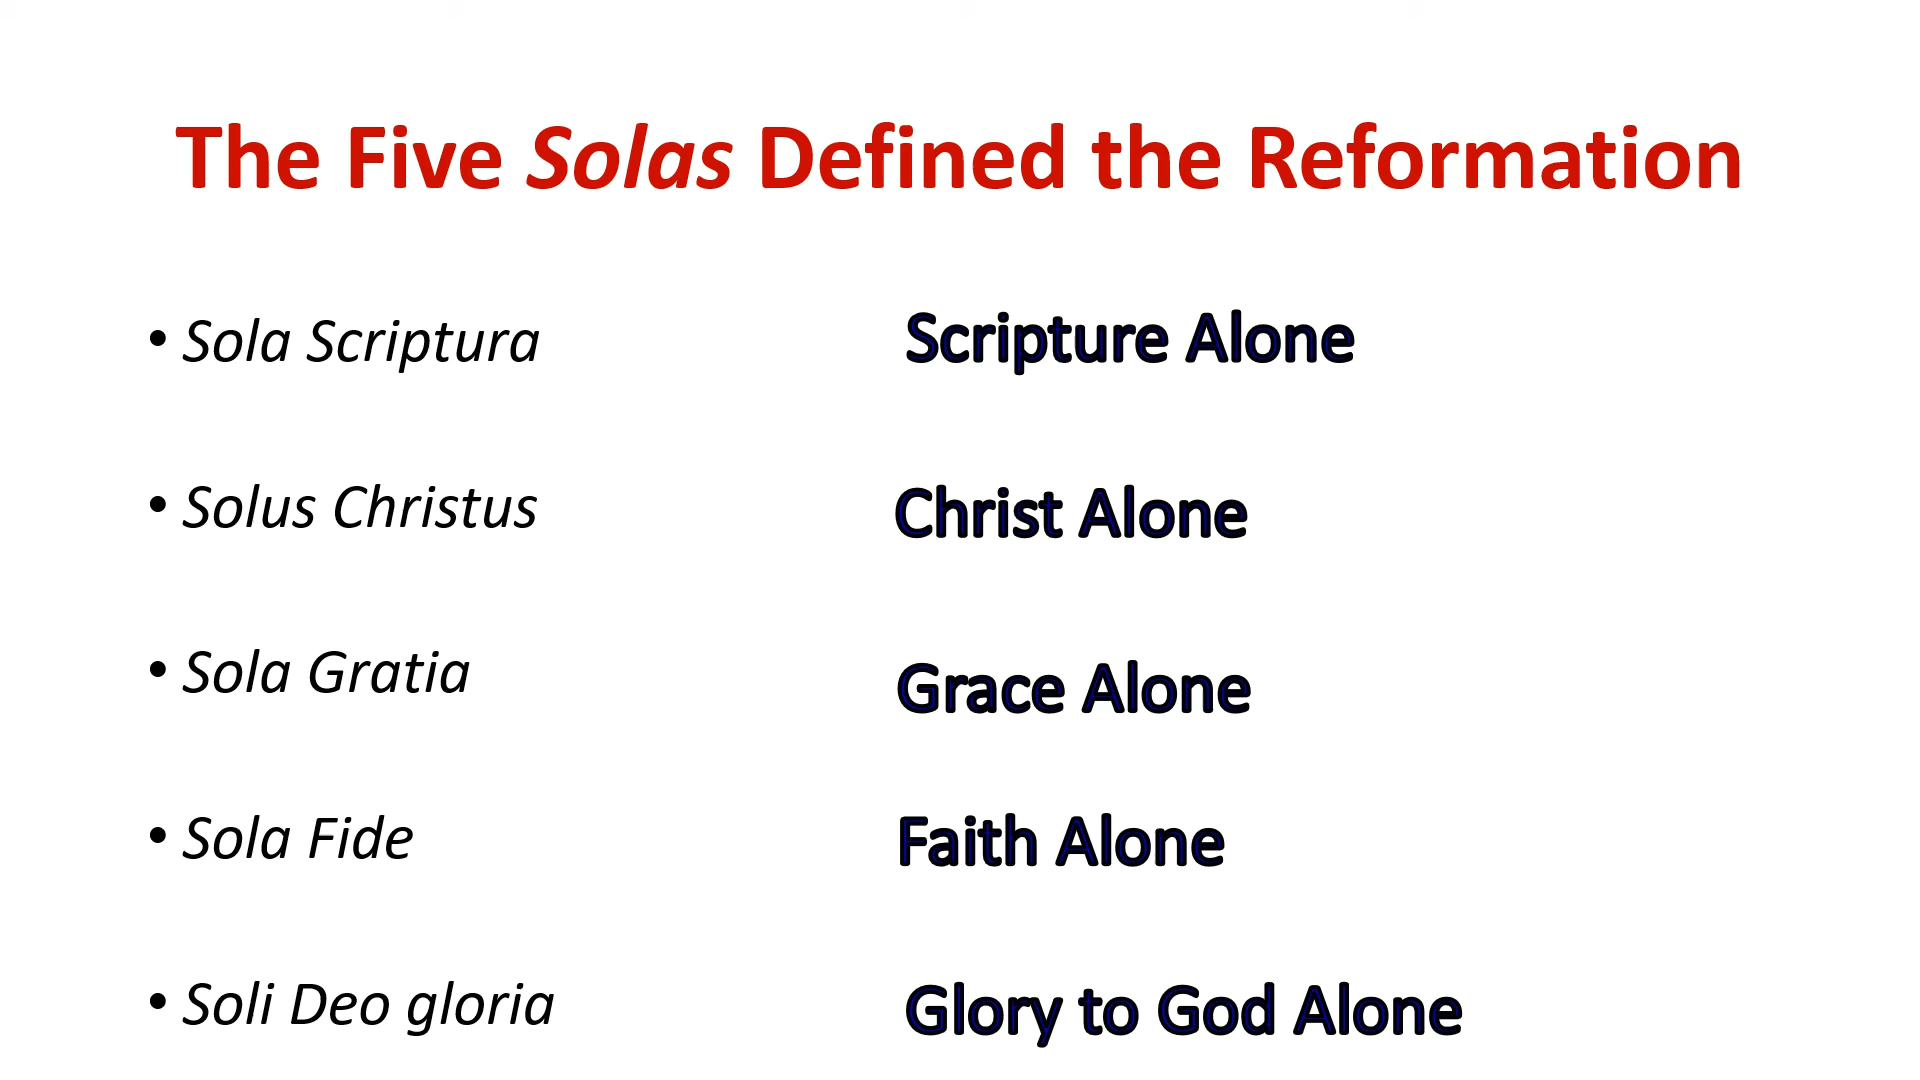 The Five Solas Defined the Reformation
• Sola Scriptura Scripture Alone
• Solus Christus Christ Alone
• Sola Gratia Grace Alone
• Sola Fide Faith Alone
• Soli Deo gloria Glory to God Alone